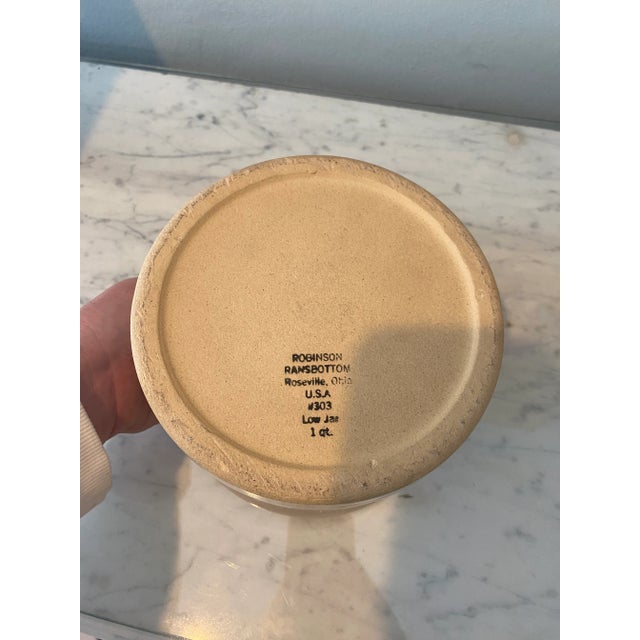 ROBINSON
RANSBOTTOM
Roseville, Ohio
U.S.A
#303
Low Jar
1 qt.